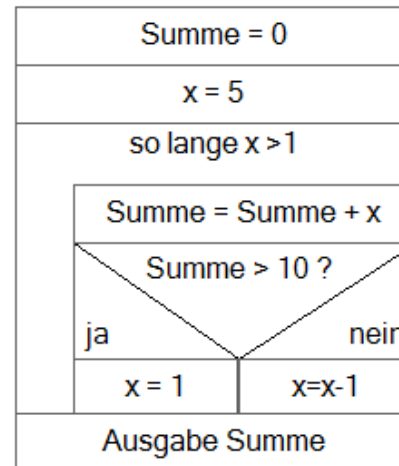 Summe = 0
x = 5
so lange x >1
Summe = Summe + x
Summe > 10 ?
ja nein
x = 1 x=x-1
Ausgabe Summe